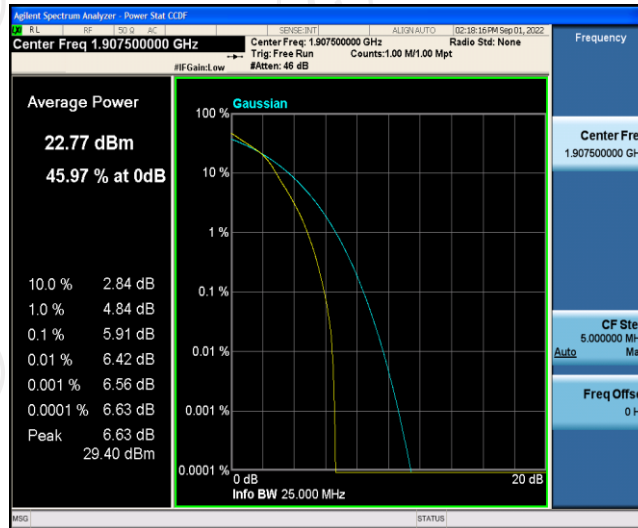 Agilent Spectrum Analyzer - Power Stat CCDF
RL RF 50 Ω AC SENSE:INT ALIGNAUTO 02:18:16 PM Sep 01, 2022
Center Freq 1.907500000 GHz
Center Freq: 1.907500000 GHz Radio Std: None
Trig: Free Run Counts:1.00 M/1.00 Mpt
#IFGain:Low #Atten: 46 dB
Frequency
Average Power
22.77 dBm
45.97 % at 0dB
10.0 % 2.84 dB
1.0 % 4.84 dB
0.1 % 5.91 dB
0.01 % 6.42 dB
0.001 % 6.56 dB
0.0001 % 6.63 dB
Peak 6.63 dB
29.40 dBm
Gaussian
100 %
10 %
1 %
0.1 %
0.01 %
0.001 %
0.0001 %
0 dB 20 dB
Info BW 25.000 MHz
Center Fre
1.907500000 GH
CF Ste
5.000000 MH
Auto Ma
Freq Offse
0 H
MSG STATUS